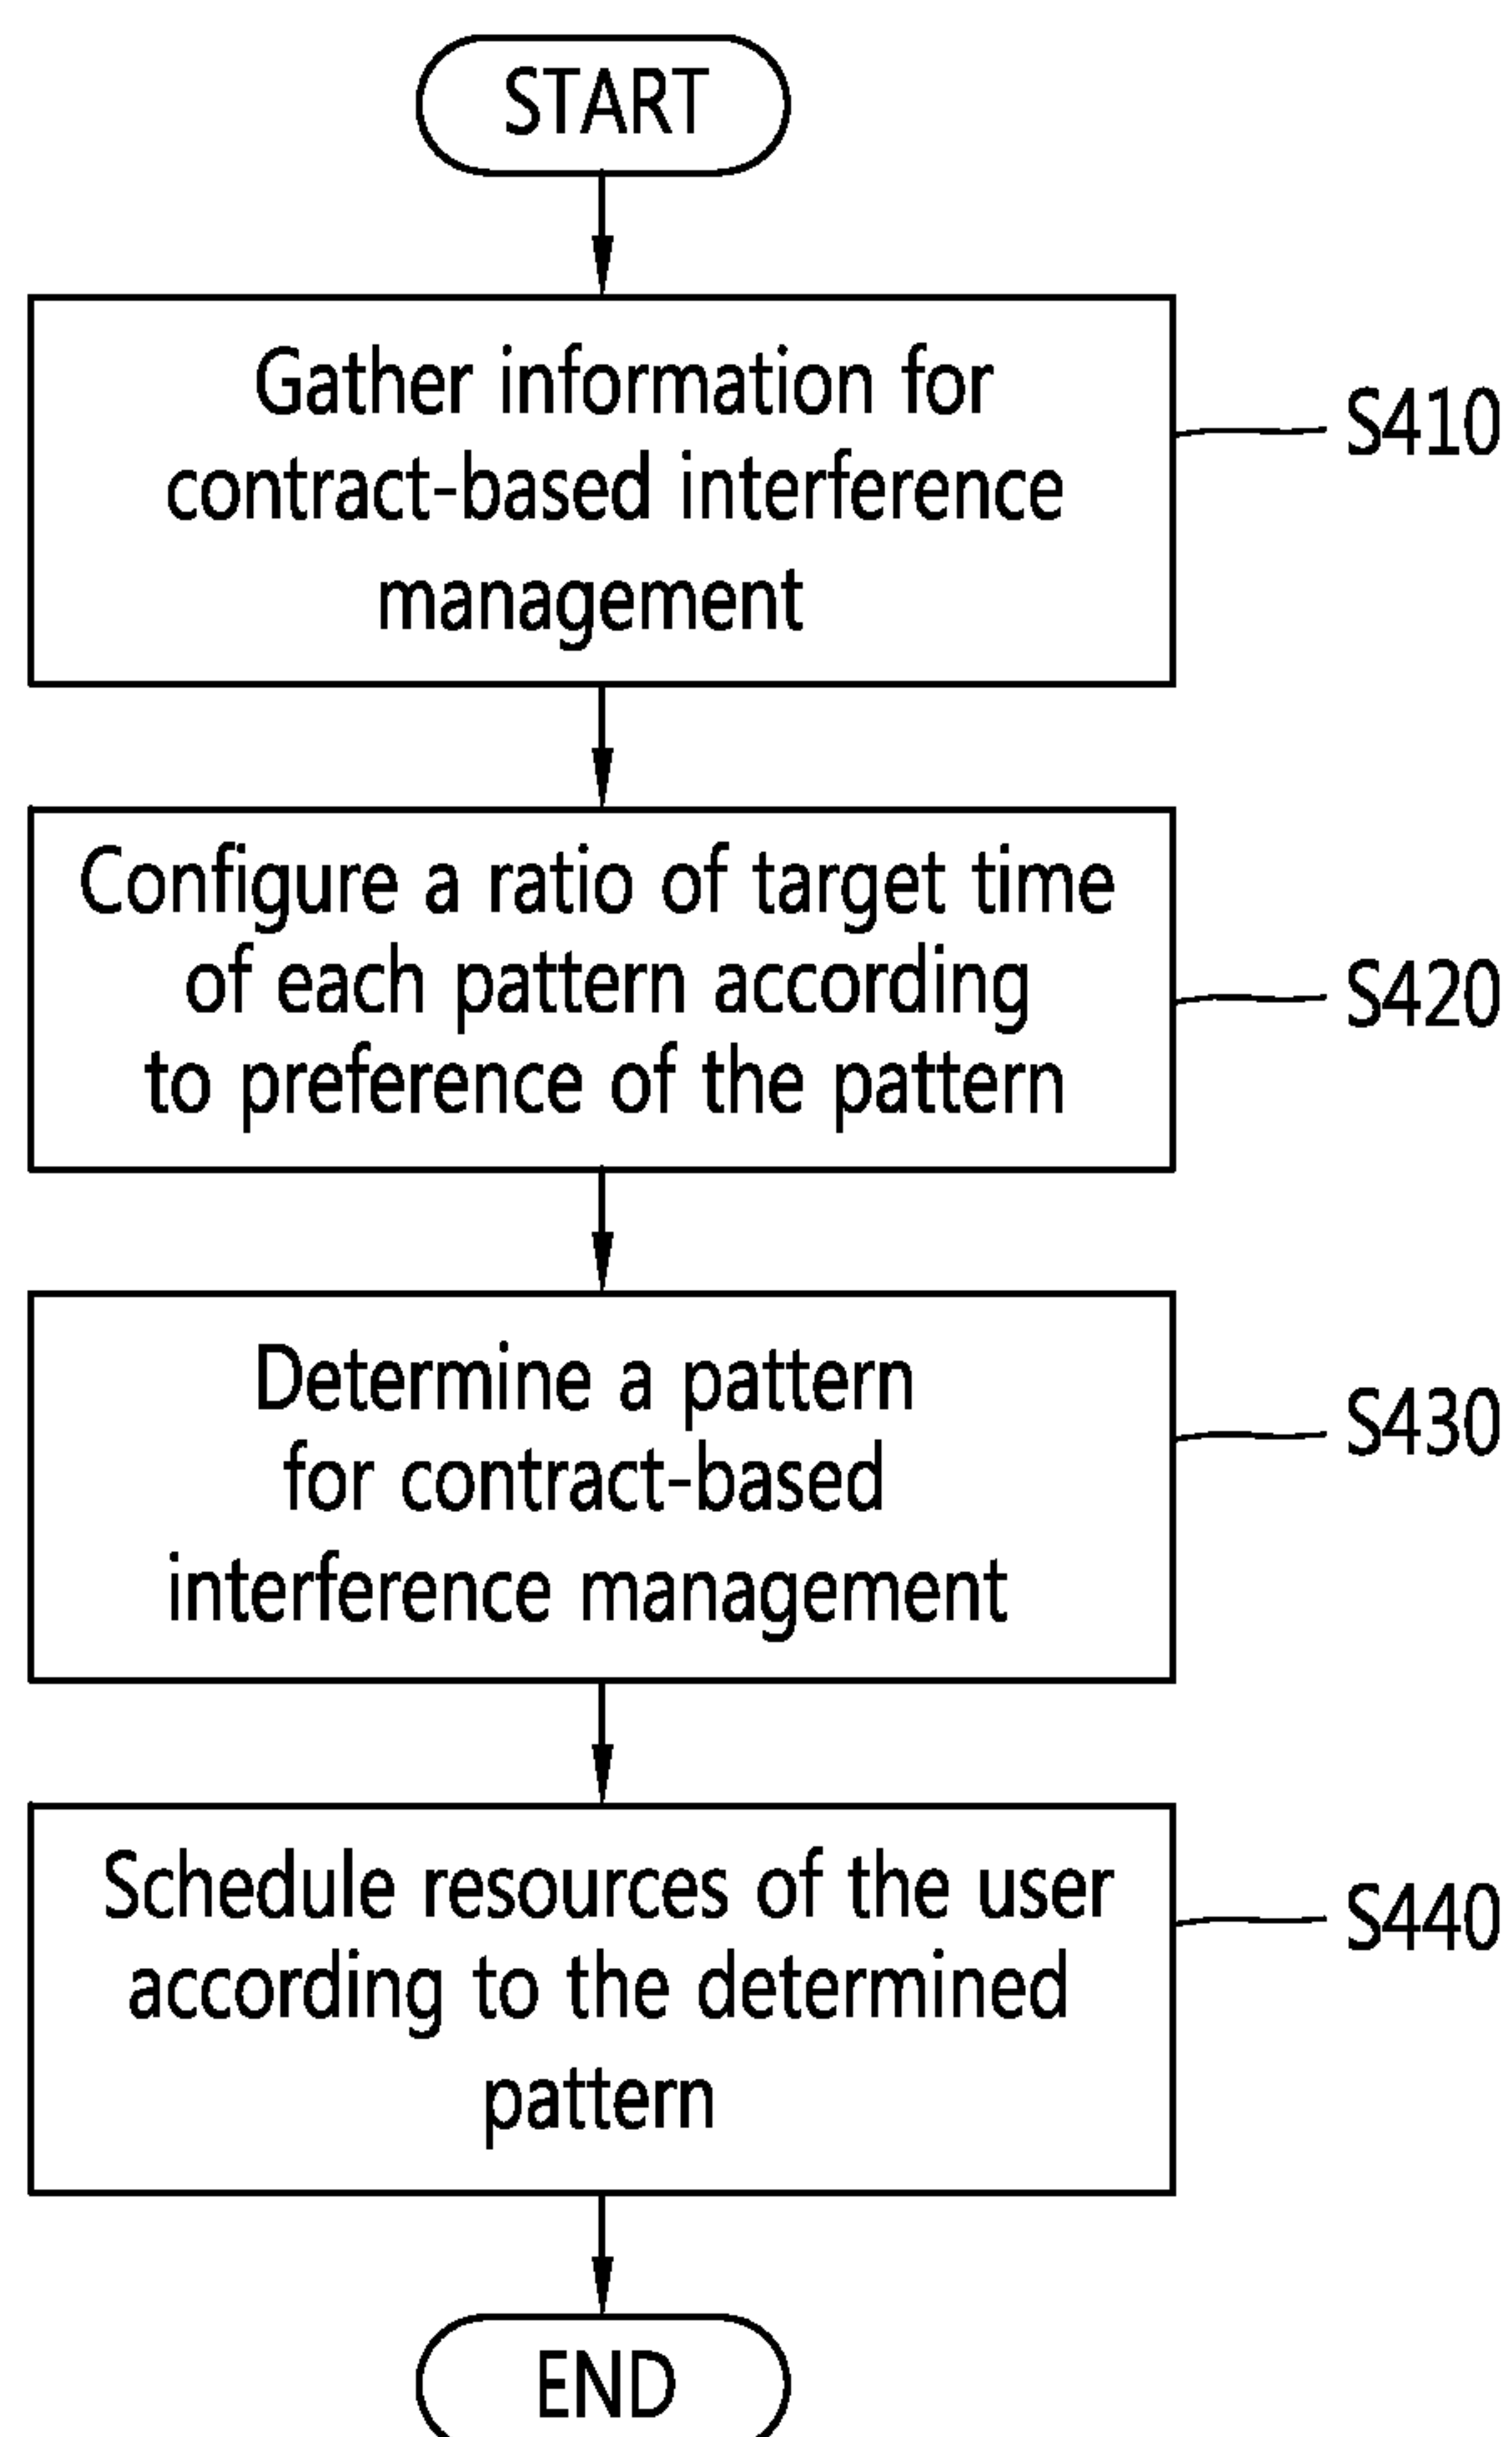 START
Gather information for
contract-based interference
management
S410
Configure a ratio of target time
of each pattern according
to preference of the pattern
S420
Determine a pattern
for contract-based
interference management
S430
Schedule resources of the user
according to the determined
pattern
S440
END